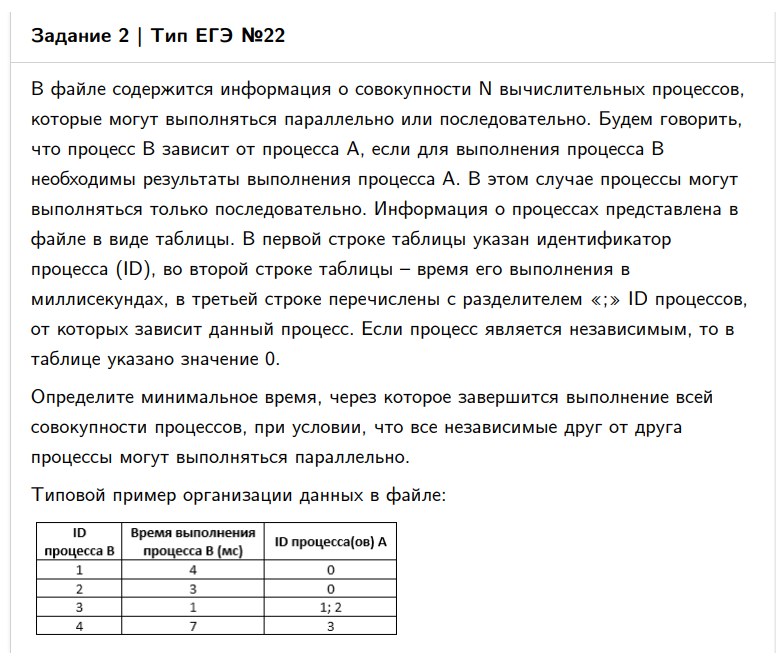 Задание 2 | Тип ЕГЭ №22
В файле содержится информация о совокупности N вычислительных процессов,
которые могут выполняться параллельно или последовательно. Будем говорить,
что процесс B зависит от процесса A, если для выполнения процесса B
необходимы результаты выполнения процесса A. В этом случае процессы могут
выполняться только последовательно. Информация о процессах представлена в
файле в виде таблицы. В первой строке таблицы указан идентификатор
процесса (ID), во второй строке таблицы – время его выполнения в
миллисекундах, в третьей строке перечислены с разделителем «;» ID процессов,
от которых зависит данный процесс. Если процесс является независимым, то в
таблице указано значение 0.
Определите минимальное время, через которое завершится выполнение всей
совокупности процессов, при условии, что все независимые друг от друга
процессы могут выполняться параллельно.
Типовой пример организации данных в файле:
ID процесса B | Время выполнения процесса B (мс) | ID процесса(ов) A
1 | 4 | 0
2 | 3 | 0
3 | 1 | 1; 2
4 | 7 | 3